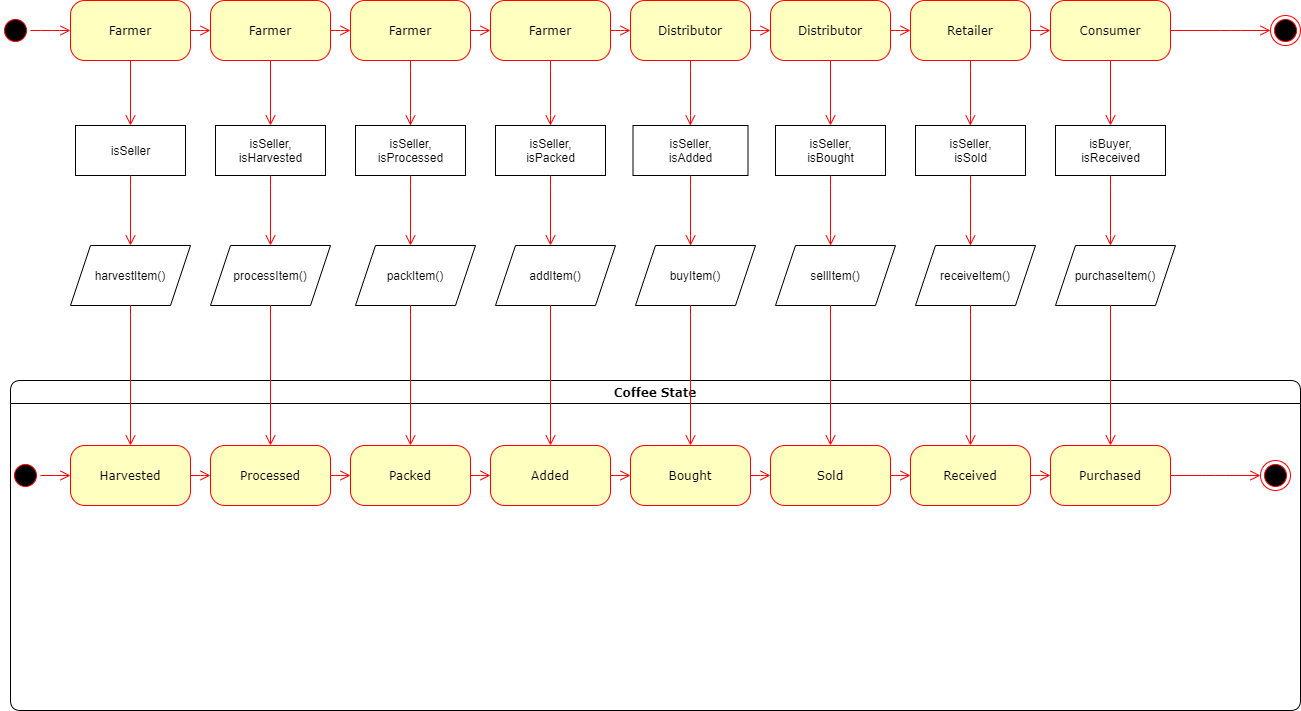 Farmer
Farmer
Farmer
Farmer
Distributor
Distributor
Retailer
Consumer
isSeller
isSeller,
isHarvested
isSeller,
isProcessed
isSeller,
isPacked
isSeller,
isAdded
isSeller,
isBought
isSeller,
isSold
isBuyer,
isReceived
harvestItem()
processItem()
packItem()
addItem()
buyItem()
sellItem()
receiveItem()
purchaseItem()
Coffee State
Harvested
Processed
Packed
Added
Bought
Sold
Received
Purchased